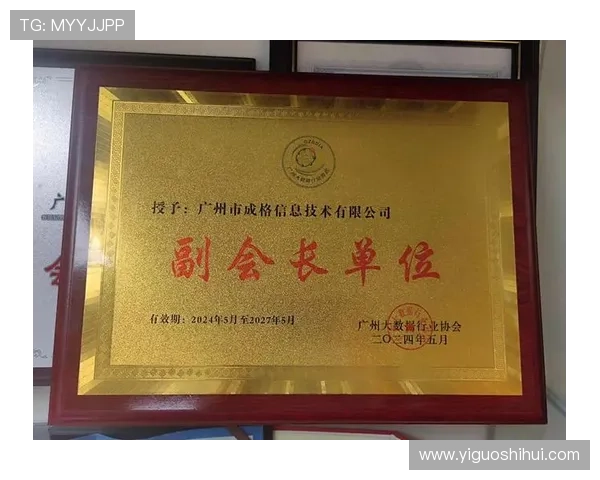 TG: MYYJJPP
授予：广州市成格信息技术有限公司
副会长单位
有效期：2024年5月至2027年5月
广州大数据行业协会
二〇二四年五月
www.yiguoshihui.com